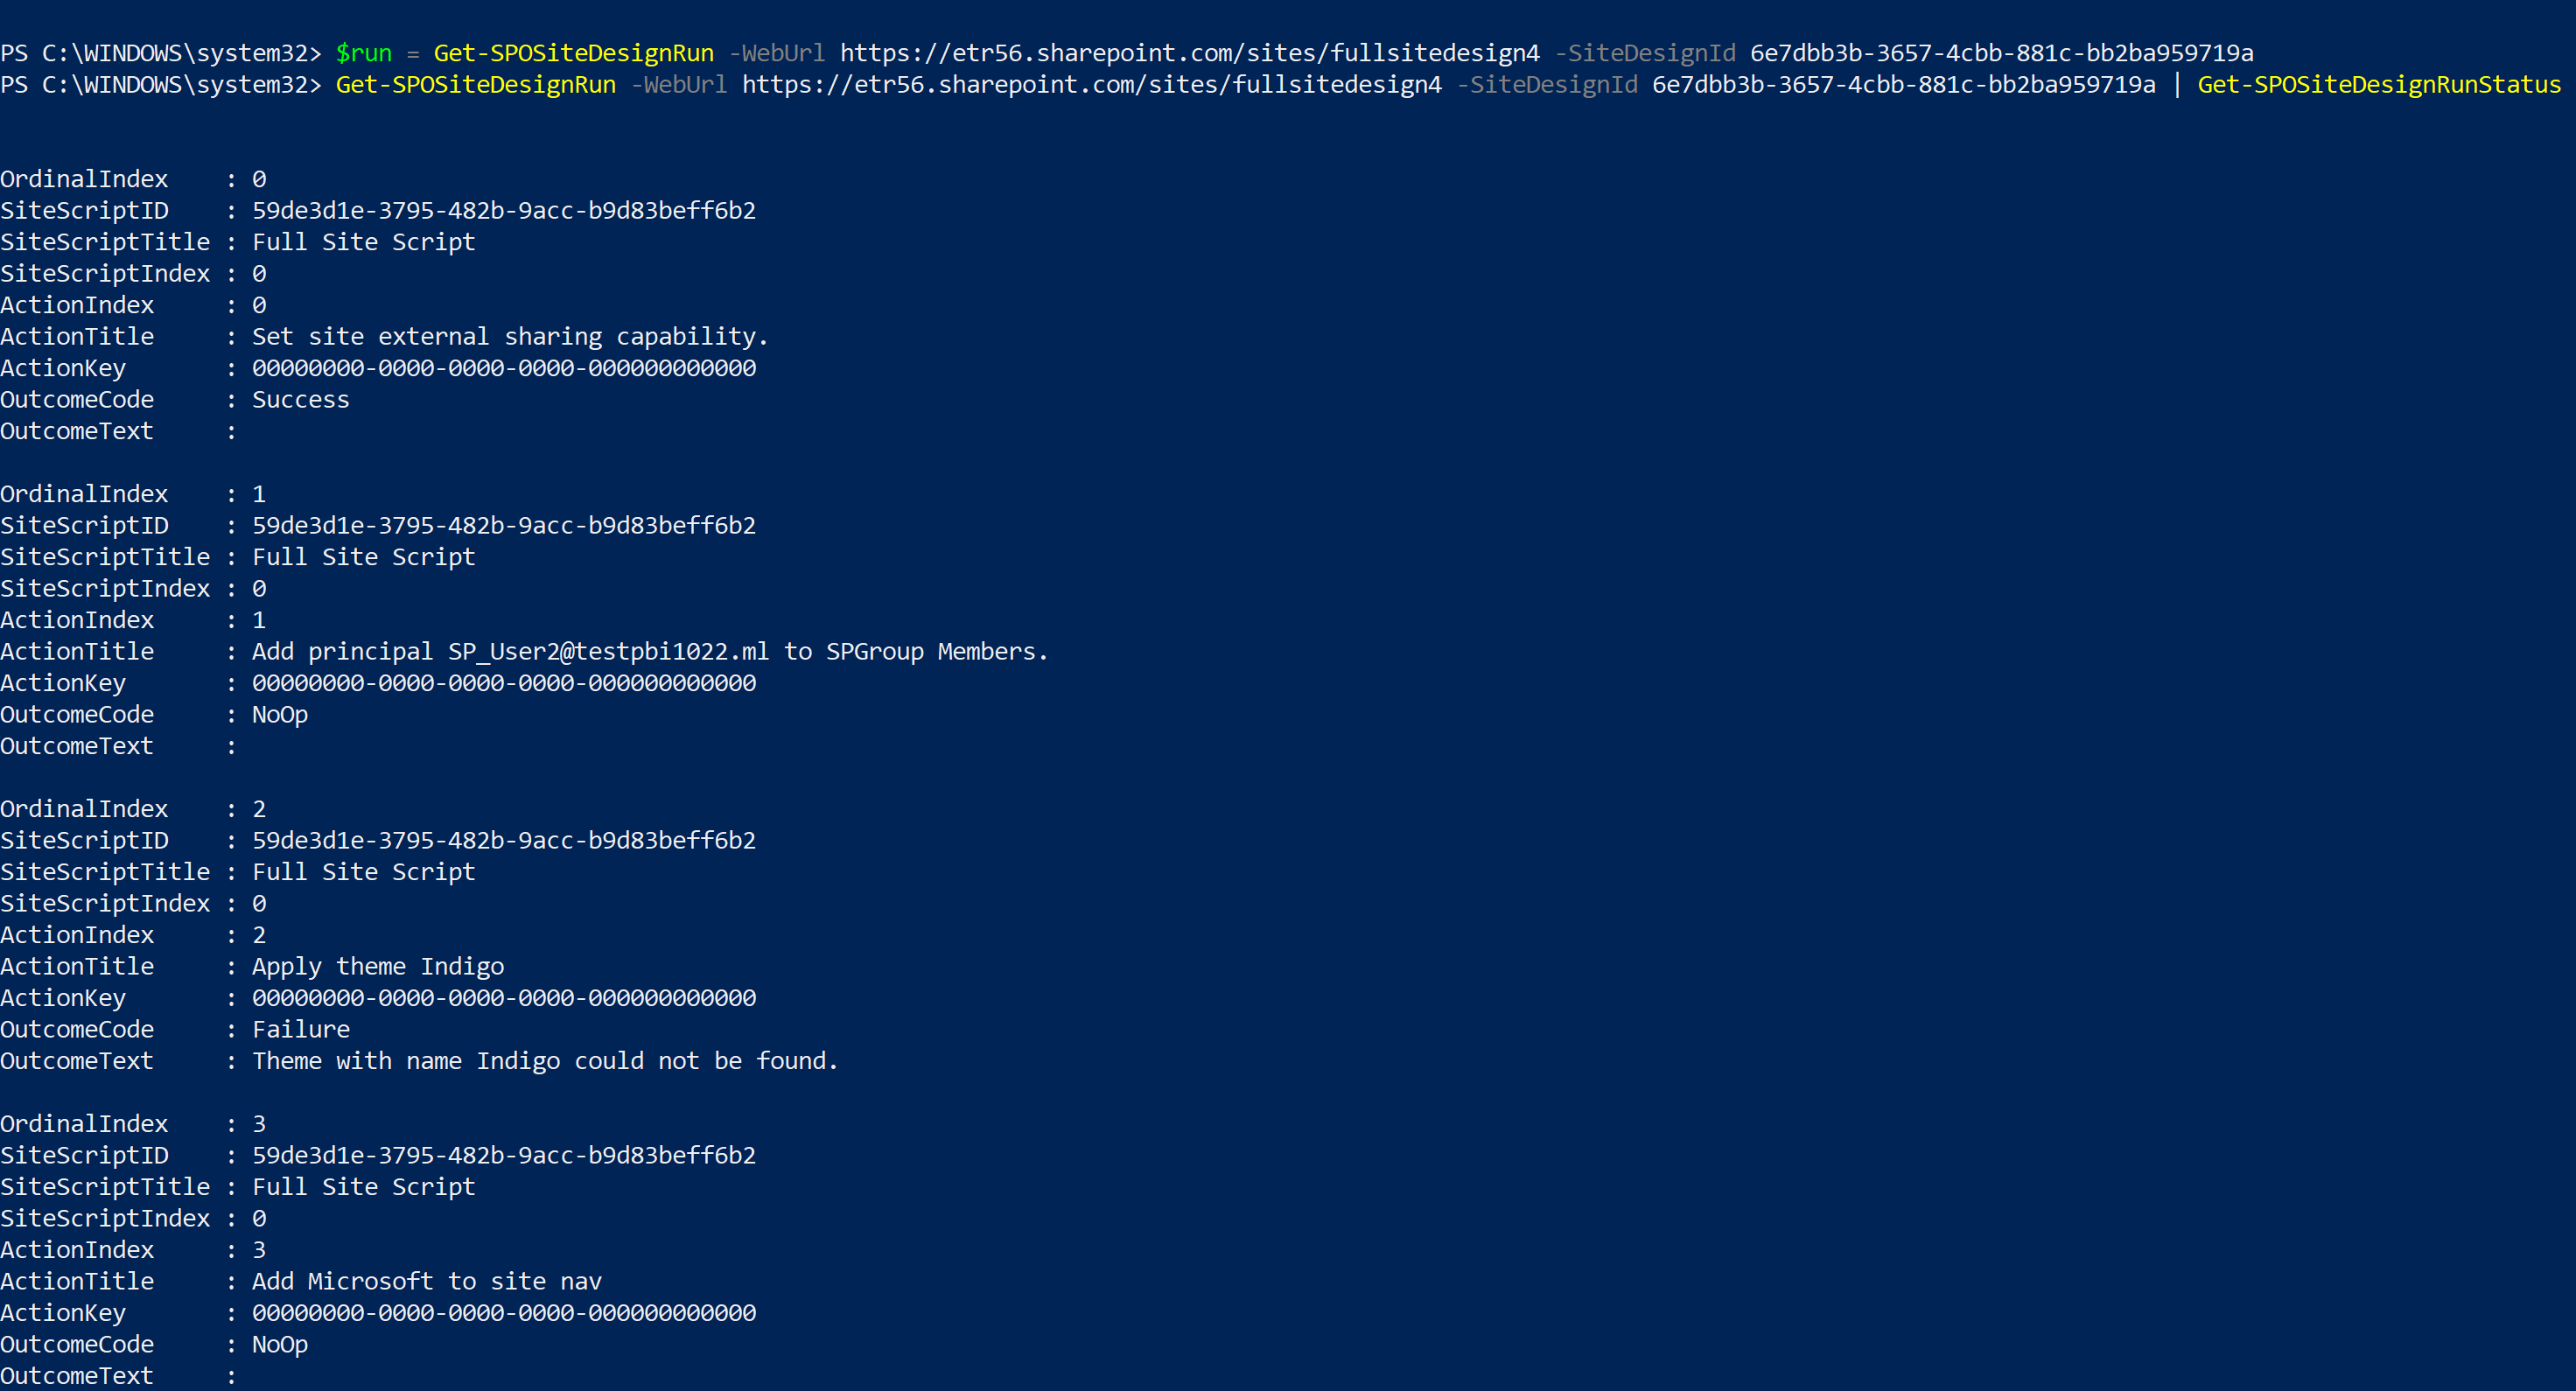 PS C:\WINDOWS\system32> $run = Get-SPOSiteDesignRun -WebUrl https://etr56.sharepoint.com/sites/fullsitedesign4 -SiteDesignId 6e7dbb3b-3657-4cbb-881c-bb2ba959719a
PS C:\WINDOWS\system32> Get-SPOSiteDesignRun -WebUrl https://etr56.sharepoint.com/sites/fullsitedesign4 -SiteDesignId 6e7dbb3b-3657-4cbb-881c-bb2ba959719a | Get-SPOSiteDesignRunStatus
OrdinalIndex    : 0
SiteScriptID    : 59de3d1e-3795-482b-9acc-b9d83beff6b2
SiteScriptTitle : Full Site Script
SiteScriptIndex : 0
ActionIndex     : 0
ActionTitle     : Set site external sharing capability.
ActionKey       : 00000000-0000-0000-0000-000000000000
OutcomeCode     : Success
OutcomeText     :
OrdinalIndex    : 1
SiteScriptID    : 59de3d1e-3795-482b-9acc-b9d83beff6b2
SiteScriptTitle : Full Site Script
SiteScriptIndex : 0
ActionIndex     : 1
ActionTitle     : Add principal SP_User2@testpbi1022.ml to SPGroup Members.
ActionKey       : 00000000-0000-0000-0000-000000000000
OutcomeCode     : NoOp
OutcomeText     :
OrdinalIndex    : 2
SiteScriptID    : 59de3d1e-3795-482b-9acc-b9d83beff6b2
SiteScriptTitle : Full Site Script
SiteScriptIndex : 0
ActionIndex     : 2
ActionTitle     : Apply theme Indigo
ActionKey       : 00000000-0000-0000-0000-000000000000
OutcomeCode     : Failure
OutcomeText     : Theme with name Indigo could not be found.
OrdinalIndex    : 3
SiteScriptID    : 59de3d1e-3795-482b-9acc-b9d83beff6b2
SiteScriptTitle : Full Site Script
SiteScriptIndex : 0
ActionIndex     : 3
ActionTitle     : Add Microsoft to site nav
ActionKey       : 00000000-0000-0000-0000-000000000000
OutcomeCode     : NoOp
OutcomeText     :